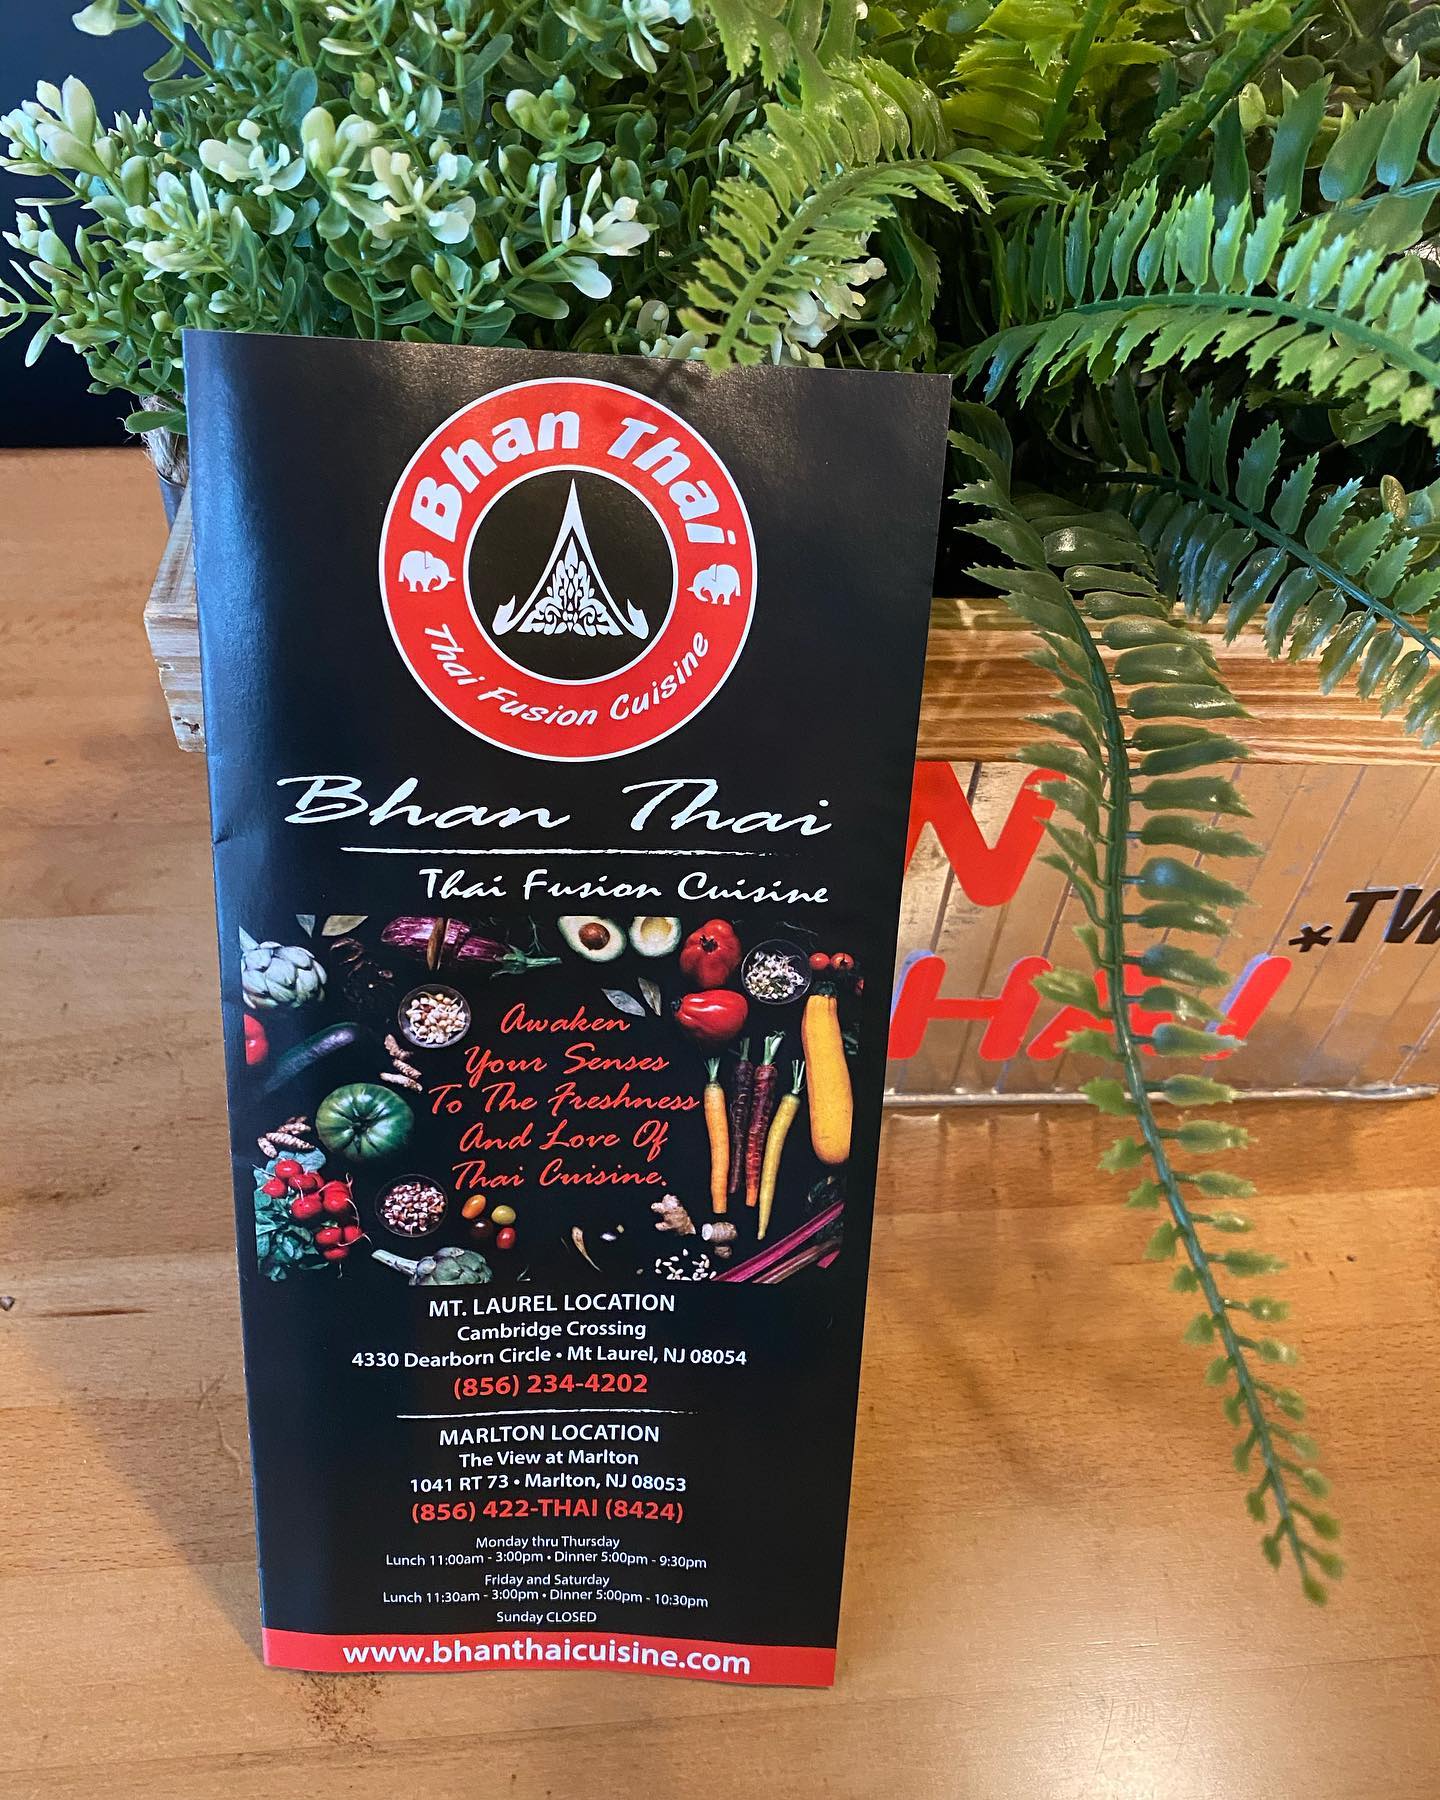 Bhan Thai
Thai Fusion Cuisine
Bhan Thai
Thai Fusion Cuisine
Awaken
Your Senses
To The Freshness
And Love Of
Thai Cuisine.
MT. LAUREL LOCATION
Cambridge Crossing
4330 Dearborn Circle • Mt Laurel, NJ 08054
(856) 234-4202
MARLTON LOCATION
The View at Marlton
1041 RT 73 • Marlton, NJ 08053
(856) 422-THAI (8424)
Monday thru Thursday
Lunch 11:00am - 3:00pm • Dinner 5:00pm - 9:30pm
Friday and Saturday
Lunch 11:30am - 3:00pm • Dinner 5:00pm - 10:30pm
Sunday CLOSED
www.bhanthaicuisine.com